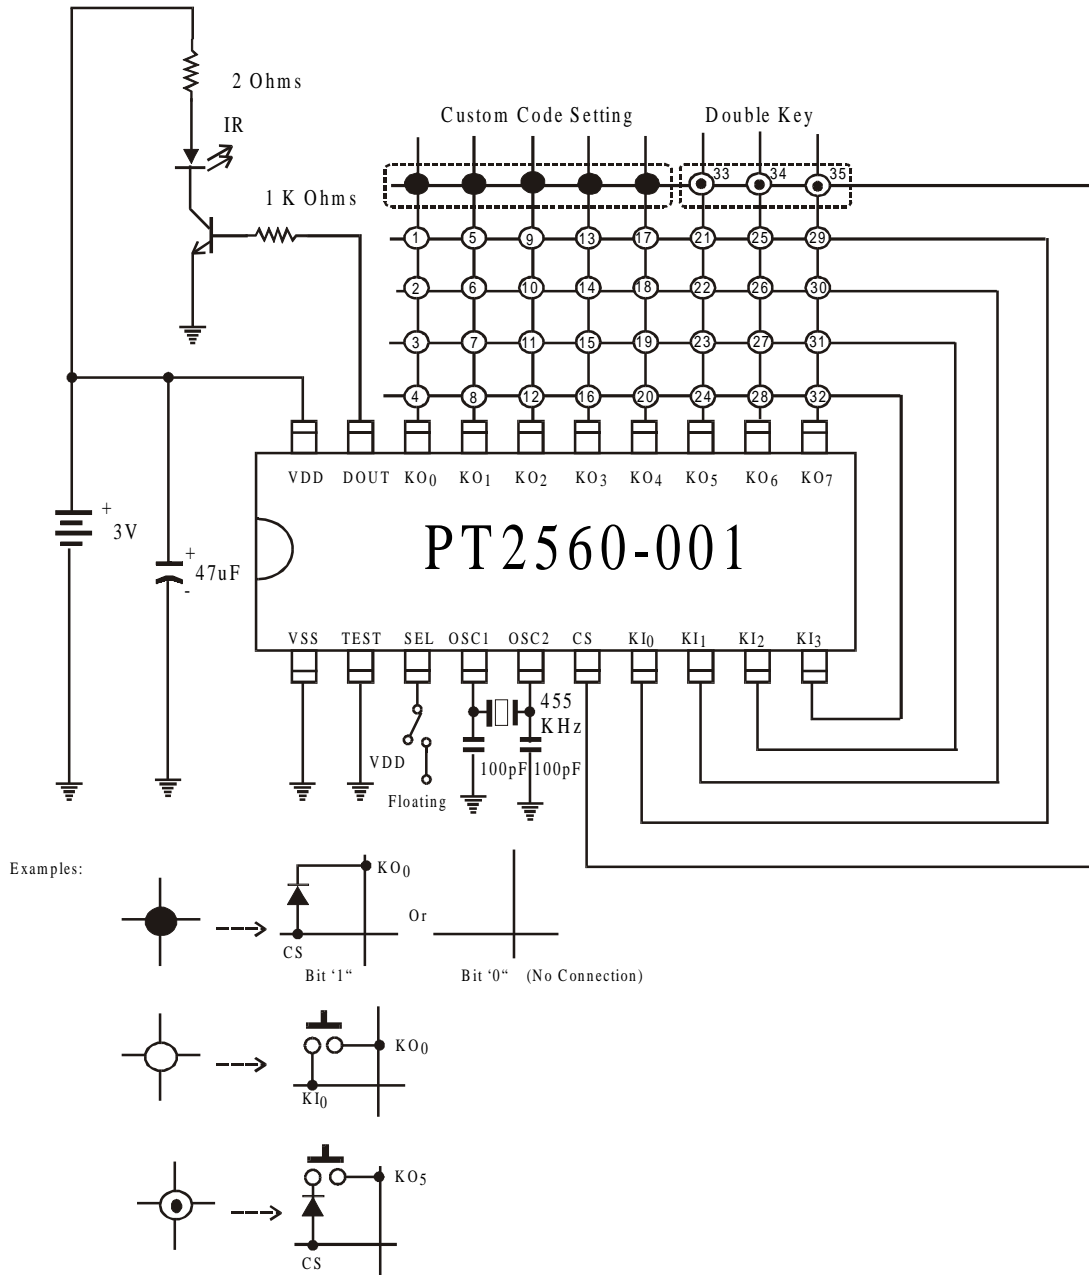 2 Ohms
IR
1 K Ohms
Custom Code Setting Double Key
33 34 35
1 5 9 13 17 21 25 29
2 6 10 14 18 22 26 30
3 7 11 15 19 23 27 31
4 8 12 16 20 24 28 32
VDD DOUT KO0 KO1 KO2 KO3 KO4 KO5 KO6 KO7
+
3V
+
47uF
-
PT2560-001
VSS TEST SEL OSC1 OSC2 CS KI0 KI1 KI2 KI3
455
KHz
VDD
100pF 100pF
Floating
Examples:
KO0
Or
CS
Bit ‘1“ Bit ‘0“ (No Connection)
KO0
KI0
KO5
CS